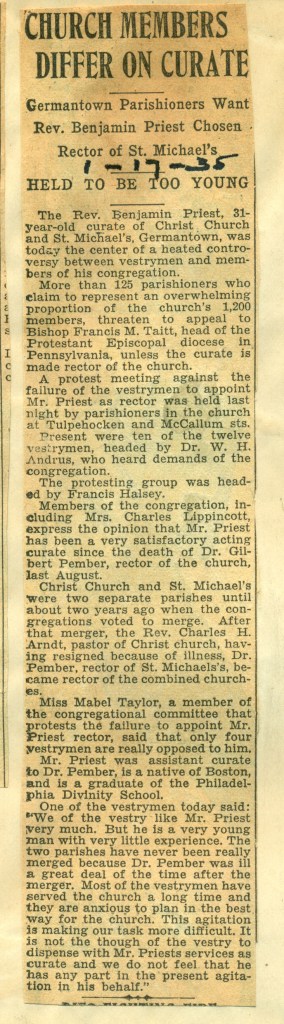 CHURCH MEMBERS
DIFFER ON CURATE
Germantown Parishioners Want
Rev. Benjamin Priest Chosen
Rector of St. Michael's
1-17-35
HELD TO BE TOO YOUNG
The Rev. Benjamin Priest, 31-
year-old curate of Christ Church
and St. Michael's, Germantown, was
today the center of a heated contro-
versy between vestrymen and mem-
bers of his congregation.
More than 125 parishioners who
claim to represent an overwhelming
proportion of the church's 1,200
members, threaten to appeal to
Bishop Francis M. Taitt, head of the
Protestant Episcopal diocese in
Pennsylvania, unless the curate is
made rector of the church.
A protest meeting against the
failure of the vestrymen to appoint
Mr. Priest as rector was held last
night by parishioners in the church
at Tulpehocken and McCallum sts.
Present were ten of the twelve
vestrymen, headed by Dr. W. H.
Andrus, who heard demands of the
congregation.
The protesting group was head-
ed by Francis Halsey.
Members of the congregation, in-
cluding Mrs. Charles Lippincott,
express the opinion that Mr. Priest
has been a very satisfactory acting
curate since the death of Dr. Gil-
bert Pember, rector of the church,
last August.
Christ Church and St. Michael's
were two separate parishes until
about two years ago when the con-
gregations voted to merge. After
that merger, the Rev. Charles H.
Arndt, pastor of Christ church, hav-
ing resigned because of illness, Dr.
Pember, rector of St. Michaels's, be-
came rector of the combined church-
es.
Miss Mabel Taylor, a member of
the congregational committee that
protests the failure to appoint Mr.
Priest rector, said that only four
vestrymen are really opposed to him.
Mr. Priest was assistant curate
to Dr. Pember, is a native of Boston,
and is a graduate of the Philadel-
phia Divinity School.
One of the vestrymen today said:
"We of the vestry like Mr. Priest
very much. But he is a very young
man with very little experience. The
two parishes have never been really
merged because Dr. Pember was ill
a great deal of the time after the
merger. Most of the vestrymen have
served the church a long time and
they are anxious to plan in the best
way for the church. This agitation
is making our task more difficult. It
is not the though of the vestry to
dispense with Mr. Priests services as
curate and we do not feel that he
has any part in the present agita-
tion in his behalf."